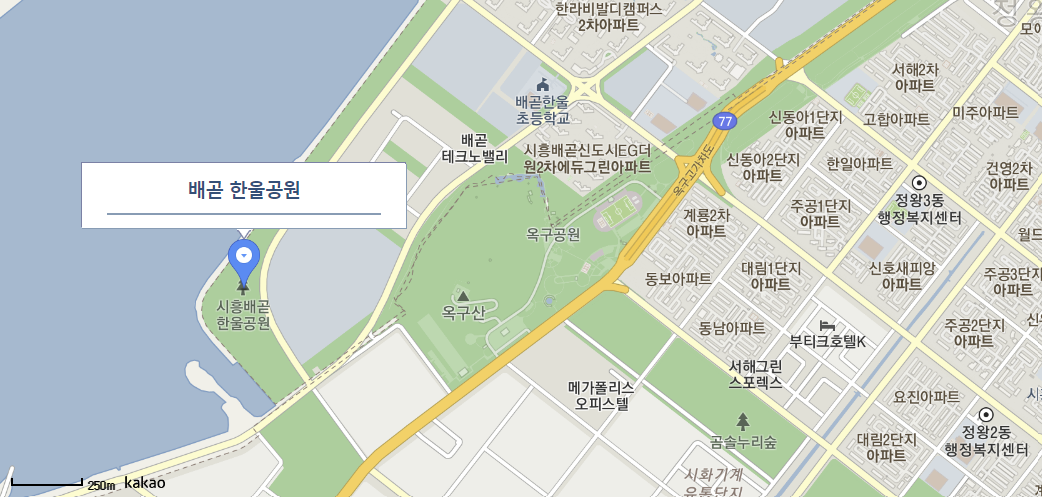 한라비발디캠퍼스
2차아파트
서해2차
아파트
배곧한울
초등학교
77
고합아파트
미주아파트
신동아1단지
아파트
배곧
테크노밸리
시흥배곧신도시EG더
원2차에듀그린아파트
옥구고가차도
신동아2단지
아파트
한일아파트
건영2차
아파트
배곧 한울공원
정왕3동
행정복지센터
주공1단지
아파트
계룡2차
아파트
옥구공원
월드
신호새피앙
아파트
대림1단지
아파트
동보아파트
주공3단지
아파트
시흥배곧
한울공원
옥구산
동남아파트
부티크호텔K
주공2단지
아파트
서해그린
스포렉스
메가폴리스
오피스텔
요진아파트
곰솔누리숲
정왕2동
행정복지센터
대림2단지
아파트
시화기계
유통단지
250m kakao